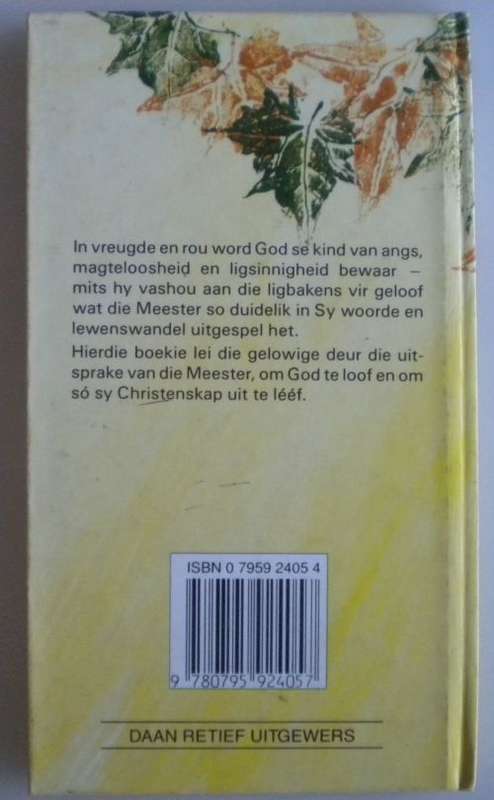 In vreugde en rou word God se kind van angs,
magteloosheid en ligsinnigheid bewaar –
mits hy vashou aan die ligbakens vir geloof
wat die Meester so duidelik in Sy woorde en
lewenswandel uitgespel het.
Hierdie boekie lei die gelowige deur die uit-
sprake van die Meester, om God te loof en om
só sy Christenskap uit te lééf.
ISBN 0 7959 2405 4
9 780795 924057
DAAN RETIEF UITGEWERS